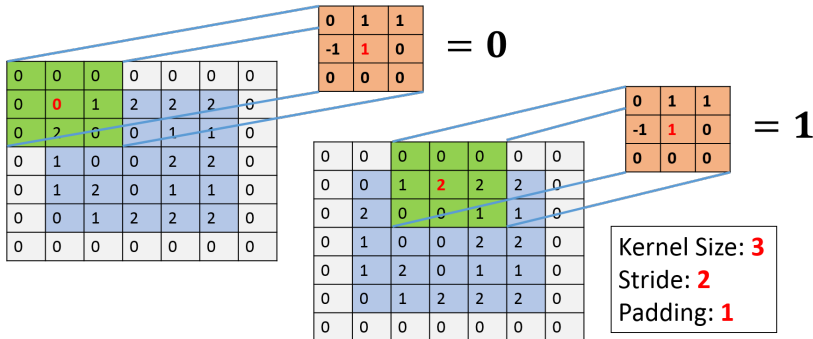 0 1 1
-1 1 0
0 0 0
= 0
0 0 0 0 0 0 0
0 0 1 2 2 2 0
0 2 0 0 1 1 0
0 1 0 0 2 2 0
0 1 2 0 1 1 0
0 0 1 2 2 2 0
0 0 0 0 0 0 0
0 1 1
-1 1 0
0 0 0
= 1
0 0 0 0 0 0 0
0 0 1 2 2 2 0
0 2 0 0 1 1 0
0 1 0 0 2 2 0
0 1 2 0 1 1 0
0 0 1 2 2 2 0
0 0 0 0 0 0 0
Kernel Size: 3
Stride: 2
Padding: 1